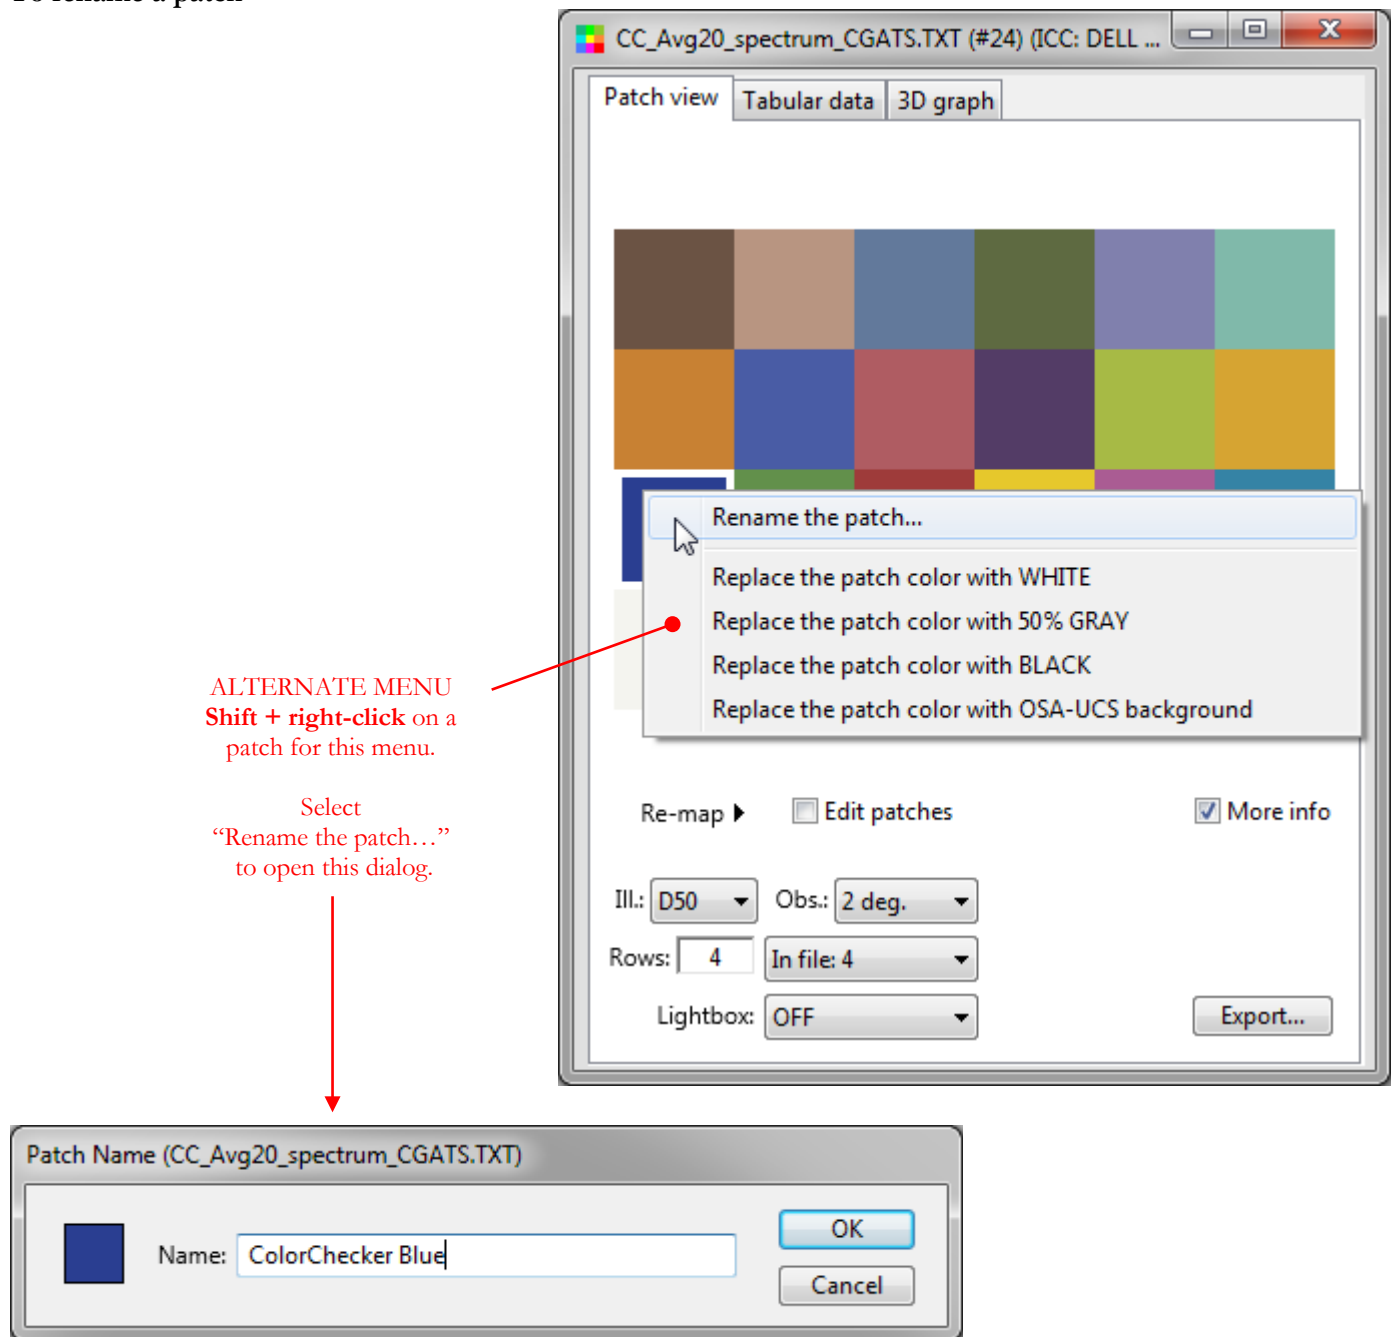 To rename a patch
CC_Avg20_spectrum_CGATS.TXT (#24) (ICC: DELL ...
Patch view
Tabular data
3D graph
Rename the patch...
Replace the patch color with WHITE
Replace the patch color with 50% GRAY
Replace the patch color with BLACK
Replace the patch color with OSA-UCS background
ALTERNATE MENU
Shift + right-click on a
patch for this menu.
Select
“Rename the patch…”
to open this dialog.
Re-map
Edit patches
More info
Ill.: D50
Obs.: 2 deg.
Rows: 4
In file: 4
Lightbox: OFF
Export...
Patch Name (CC_Avg20_spectrum_CGATS.TXT)
Name: ColorChecker Blue
OK
Cancel